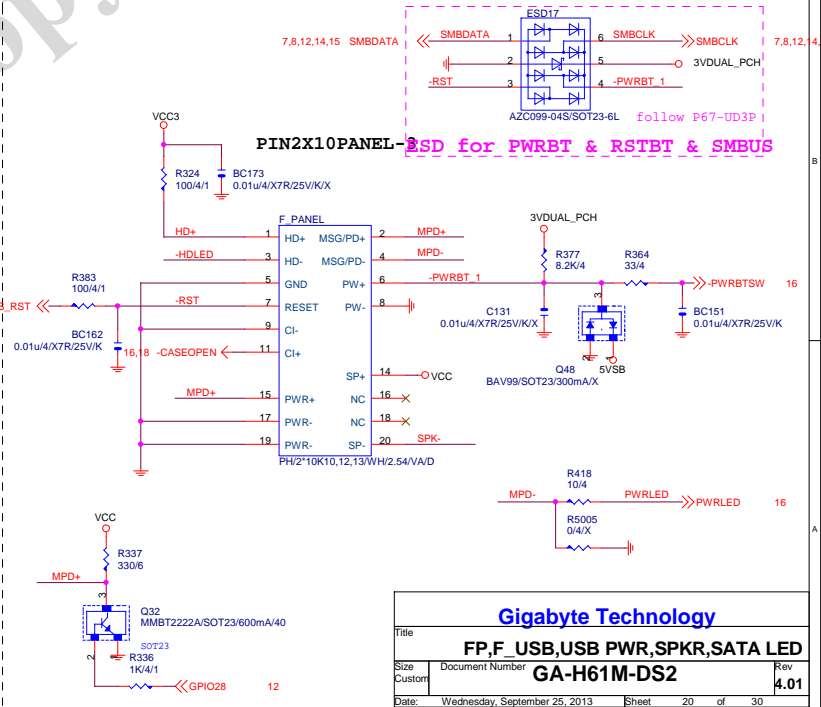 ESD17
7,8,12,14,15 SMBDATA SMBDATA 1 6 SMBCLK SMBCLK 7,8,12,14,
2 5 3VDUAL_PCH
-RST 3 4 -PWRBT_1
AZC099-04S/SOT23-6L follow P67-UD3P
PIN2X10PANEL-3
ESD for PWRBT & RSTBT & SMBUS
B
VCC3
R324
100/4/1
BC173
0.01u/4/X7R/25V/K/X
F_PANEL
HD+ 1 HD+ MSG/PD+ 2 MPD+
-HDLED 3 HD- MSG/PD- 4 MPD-
5 GND PW+ 6 -PWRBT_1
-RST 7 RESET PW- 8
9 CI-
16,18 -CASEOPEN 11 CI+
SP+ 14 VCC
MPD+ 15 PWR+ NC 16
17 PWR- NC 18
19 PWR- SP- 20 SPK-
PH/2*10K10,12,13/WH/2.54/VA/D
R383
100/4/1
_RST
BC162
0.01u/4/X7R/25V/K
3VDUAL_PCH
R377
8.2K/4
R364
33/4
-PWRBTSW 16
C131
0.01u/4/X7R/25V/K/X
3
2
1
5VSB
Q48
BAV99/SOT23/300mA/X
BC151
0.01u/4/X7R/25V/K
R418
10/4
MPD- PWRLED PWRLED 16
R5005
0/4/X
A
VCC
R337
330/6
MPD+
3
Q32
MMBT2222A/SOT23/600mA/40
SOT23
2
R336
1K/4/1
GPIO28 12
Gigabyte Technology
Title
FP,F_USB,USB PWR,SPKR,SATA LED
Size
Custom
Document Number
GA-H61M-DS2
Rev
4.01
Date: Wednesday, September 25, 2013 Sheet 20 of 30